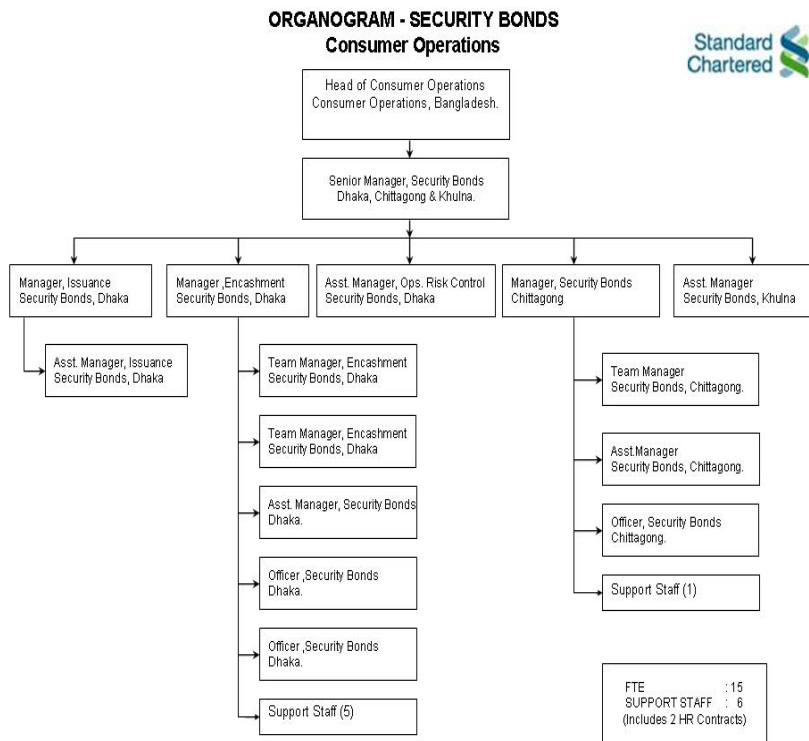 ORGANOGRAM - SECURITY BONDS
Consumer Operations
Standard
Chartered
Head of Consumer Operations
Consumer Operations, Bangladesh.
Senior Manager, Security Bonds
Dhaka, Chittagong & Khulna.
Manager, Issuance
Security Bonds, Dhaka
Manager ,Encashment
Security Bonds, Dhaka
Asst. Manager, Ops. Risk Control
Security Bonds, Dhaka
Manager, Security Bonds
Chittagong
Asst. Manager
Security Bonds, Khulna
Asst. Manager, Issuance
Security Bonds, Dhaka
Team Manager, Encashment
Security Bonds, Dhaka
Team Manager, Encashment
Security Bonds, Dhaka
Asst. Manager, Security Bonds
Dhaka.
Officer ,Security Bonds
Dhaka.
Officer ,Security Bonds
Dhaka.
Support Staff (5)
Team Manager
Security Bonds, Chittagong.
Asst.Manager
Security Bonds, Chittagong.
Officer, Security Bonds
Chittagong.
Support Staff (1)
FTE : 15
SUPPORT STAFF : 6
(Includes 2 HR Contracts)